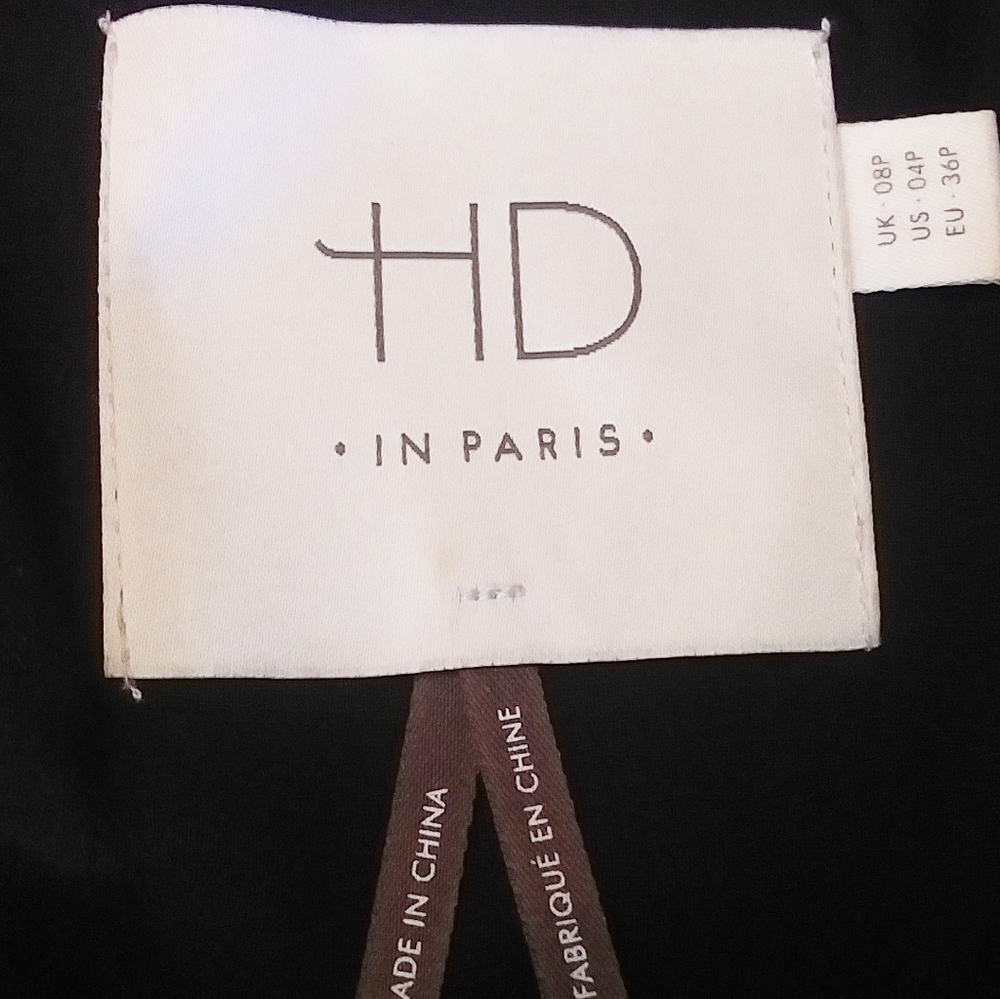 HD
• IN PARIS •
UK · 08P
US · 04P
EU · 36P
ADE IN CHINA
FABRIQUÉ EN CHINE